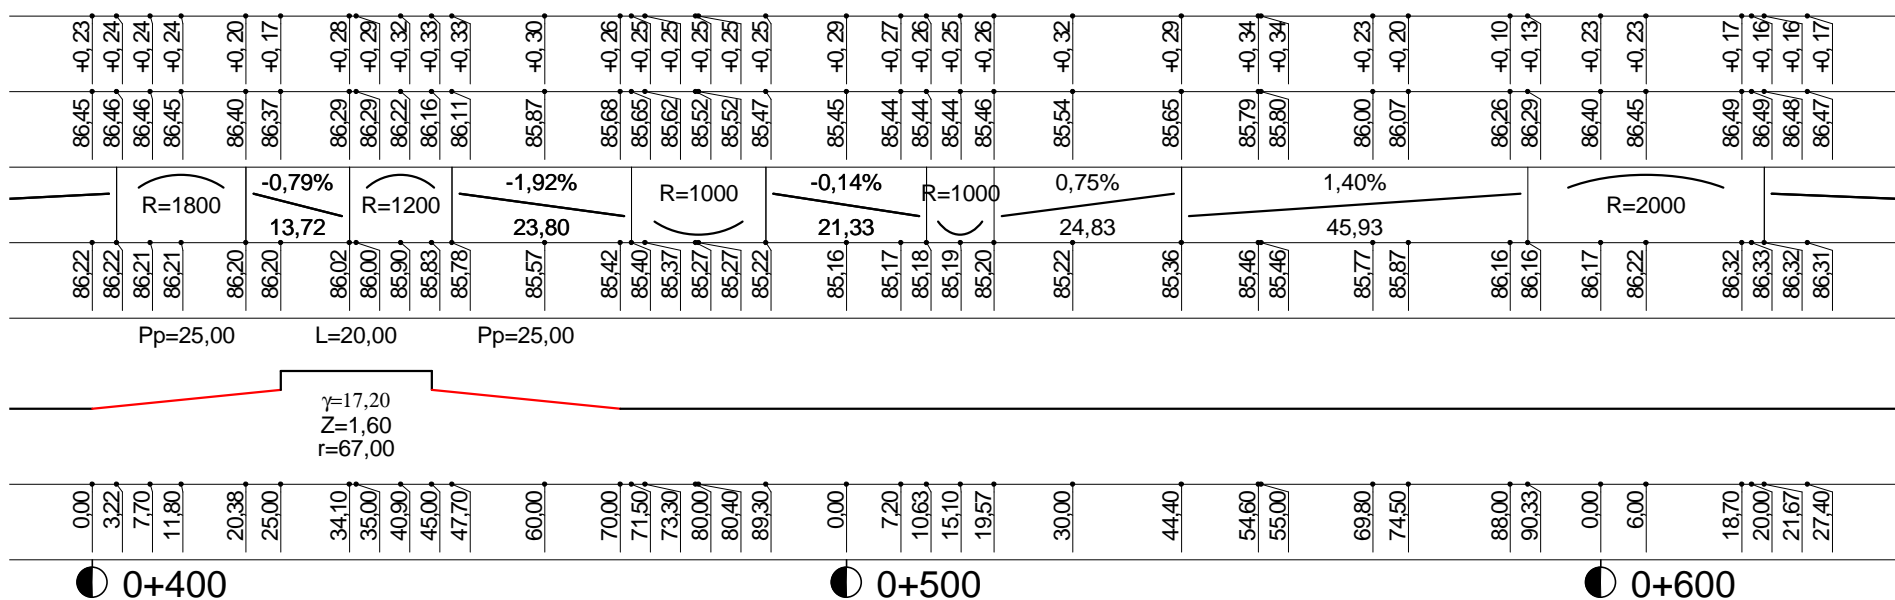 +0,23 +0,24 +0,24 +0,24 +0,20 +0,17 +0,28 +0,29 +0,32 +0,33 +0,33 +0,30 +0,26 +0,25 +0,25 +0,25 +0,25 +0,25 +0,29 +0,27 +0,26 +0,25 +0,26 +0,32 +0,29 +0,34 +0,34 +0,23 +0,20 +0,10 +0,13 +0,23 +0,23 +0,17 +0,16 +0,16 +0,17
86,45 86,46 86,46 86,45 86,40 86,37 86,29 86,29 86,22 86,16 86,11 85,87 85,68 85,65 85,62 85,52 85,52 85,47 85,45 85,44 85,44 85,44 85,46 85,54 85,65 85,79 85,80 86,00 86,07 86,26 86,29 86,40 86,45 86,49 86,49 86,48 86,47
-0,79% -1,92% R=1000 -0,14% R=1000 0,75% 1,40%
R=1800 R=1200 R=2000
13,72 23,80 21,33 24,83 45,93
86,22 86,22 86,21 86,21 86,20 86,20 86,02 86,00 85,90 85,83 85,78 85,57 85,42 85,40 85,37 85,27 85,27 85,22 85,16 85,17 85,18 85,19 85,20 85,22 85,36 85,46 85,46 85,77 85,87 86,16 86,16 86,17 86,22 86,32 86,33 86,32 86,31
Pp=25,00 L=20,00 Pp=25,00
γ=17,20
Z=1,60
r=67,00
0,00 3,22 7,70 11,80 20,38 25,00 34,10 35,00 40,90 45,00 47,70 60,00 70,00 71,50 73,30 80,00 80,40 89,30 0,00 7,20 10,63 15,10 19,57 30,00 44,40 54,60 55,00 69,80 74,50 88,00 90,33 0,00 6,00 18,70 20,00 21,67 27,40
0+400 0+500 0+600